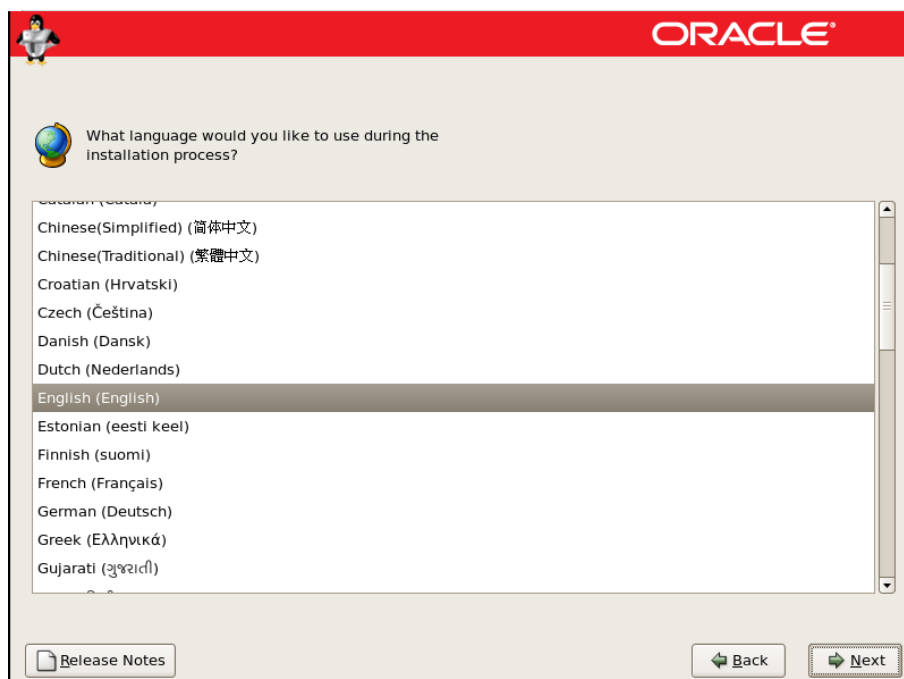 ORACLE
What language would you like to use during the
installation process?
Catalan (Català)
Chinese(Simplified) (简体中文)
Chinese(Traditional) (繁體中文)
Croatian (Hrvatski)
Czech (Čeština)
Danish (Dansk)
Dutch (Nederlands)
English (English)
Estonian (eesti keel)
Finnish (suomi)
French (Français)
German (Deutsch)
Greek (Ελληνικά)
Gujarati (ગુજરાતી)
Release Notes
Back
Next